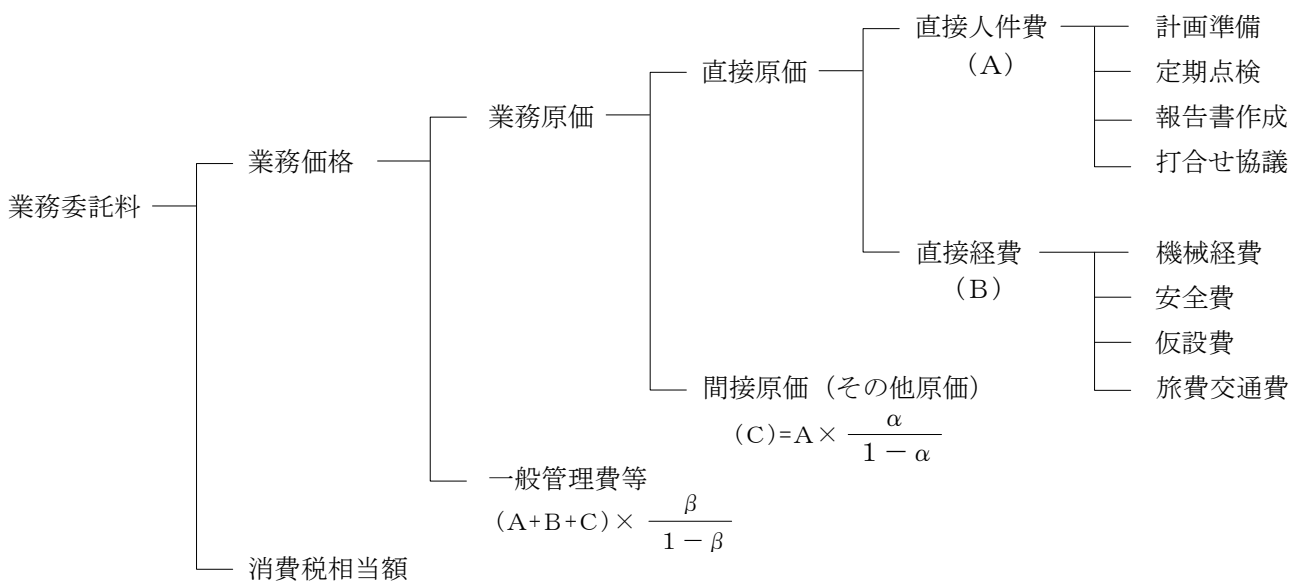 直接人件費
(A)
計画準備
定期点検
報告書作成
打合せ協議
直接原価
業務原価
業務価格
業務委託料
直接経費
(B)
機械経費
安全費
仮設費
旅費交通費
間接原価（その他原価）
(C)=A× α
1－α
一般管理費等
(A+B+C)× β
1－β
消費税相当額